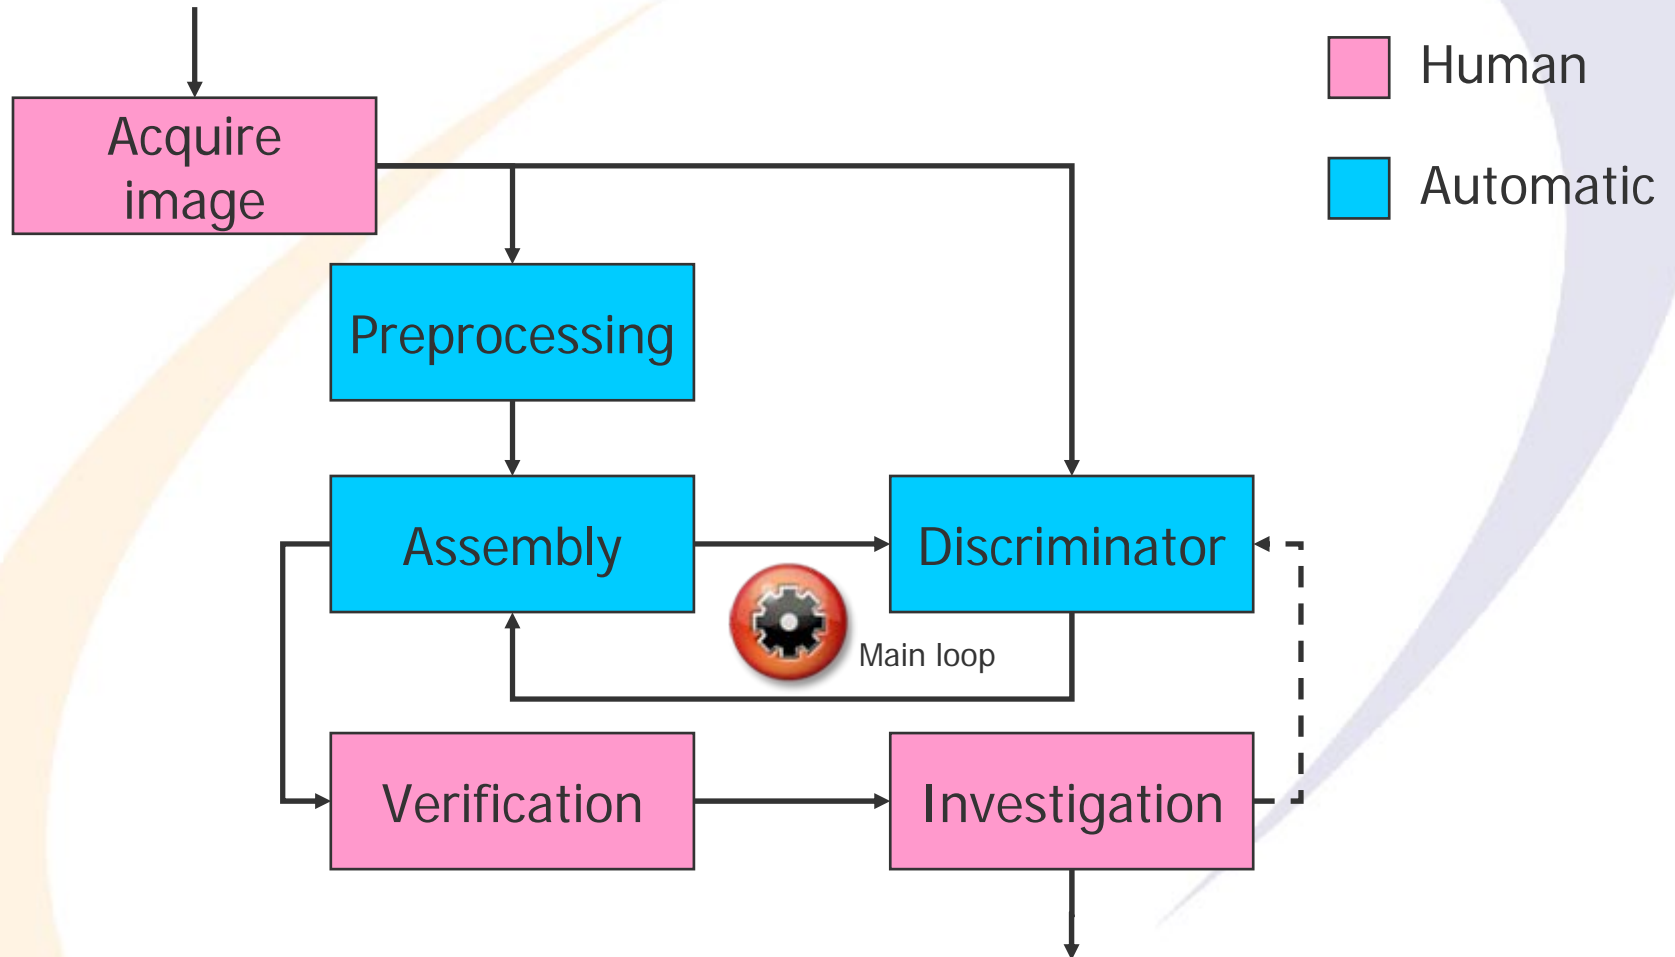 Acquire
image
Human
Automatic
Preprocessing
Assembly
Discriminator
Main loop
Verification
Investigation